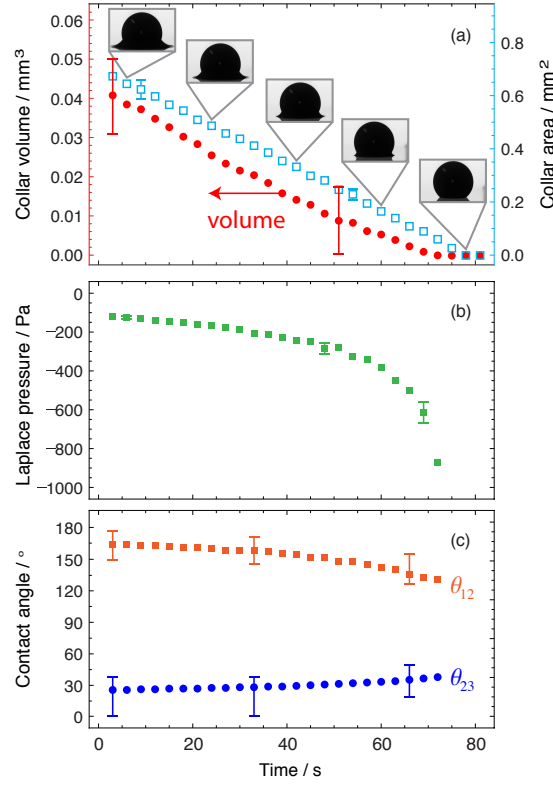 (a)
Collar volume / mm³
0.06
0.05
0.04
0.03
0.02
0.01
0.00
volume
Collar area / mm²
0.8
0.6
0.4
0.2
0.0
(b)
Laplace pressure / Pa
0
−200
−400
−600
−800
−1000
(c)
Contact angle / °
180
150
120
90
60
30
0
θ₁₂
θ₂₃
0 20 40 60 80
Time / s